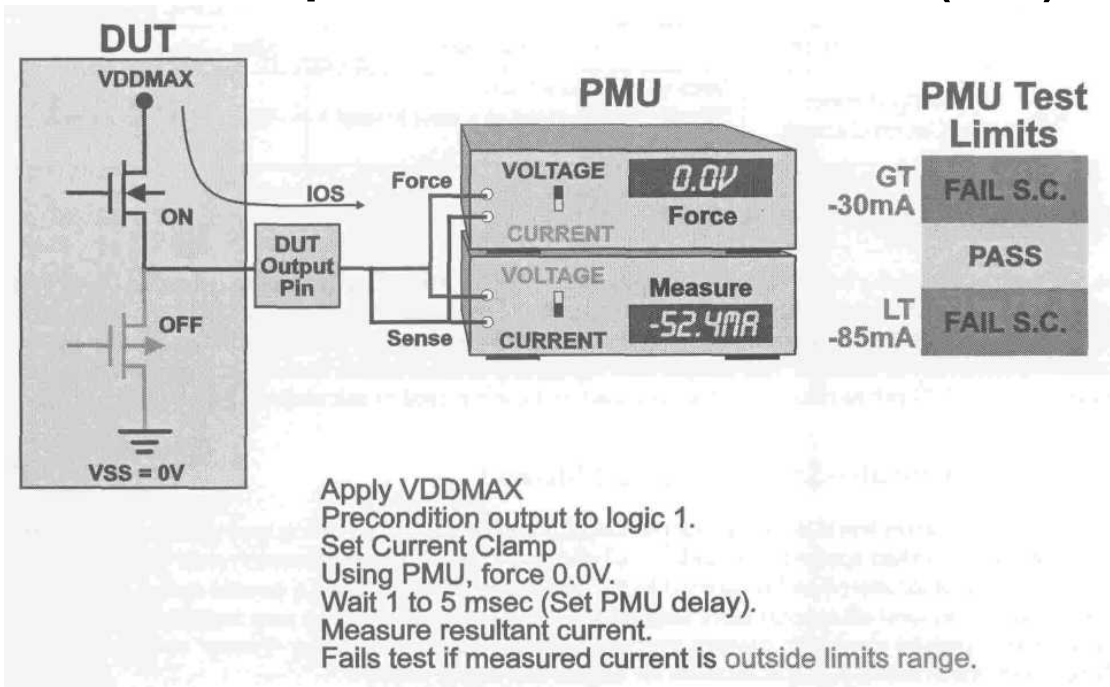 DUT
VDDMAX
ON
IOS
DUT
Output
Pin
OFF
VSS = 0V
PMU
Force
VOLTAGE
CURRENT
0.0V
Force
VOLTAGE
CURRENT
Measure
-52.4MA
Sense
PMU Test
Limits
GT
-30mA
FAIL S.C.
PASS
LT
-85mA
FAIL S.C.
Apply VDDMAX
Precondition output to logic 1.
Set Current Clamp
Using PMU, force 0.0V.
Wait 1 to 5 msec (Set PMU delay).
Measure resultant current.
Fails test if measured current is outside limits range.